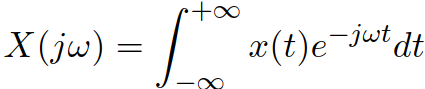 X(jω) = ∫_{-∞}^{+∞} x(t)e^{-jωt}dt